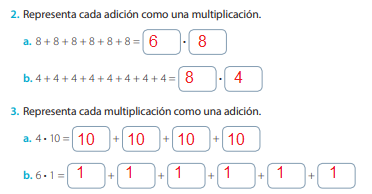 2. Representa cada adición como una multiplicación.
a. 8 + 8 + 8 + 8 + 8 + 8 = 6 · 8
b. 4 + 4 + 4 + 4 + 4 + 4 + 4 + 4 = 8 · 4
3. Representa cada multiplicación como una adición.
a. 4 • 10 = 10 + 10 + 10 + 10
b. 6 • 1 = 1 + 1 + 1 + 1 + 1 + 1